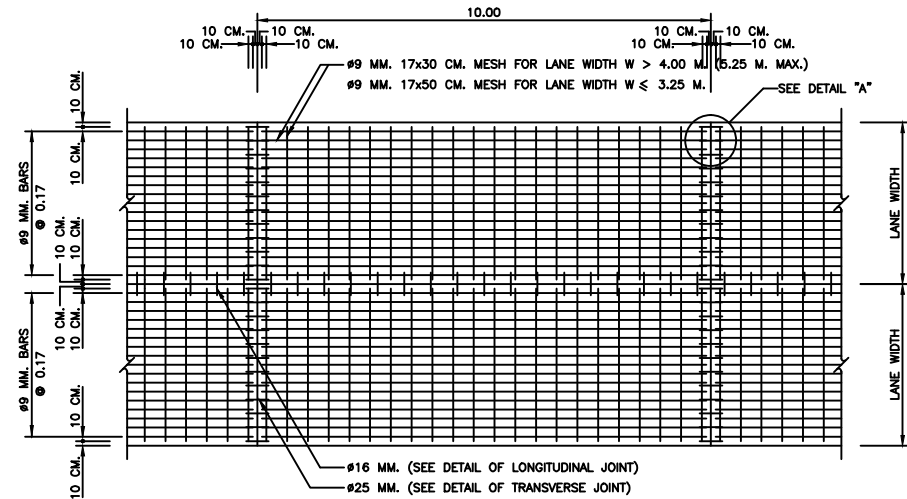 10.00
10 CM. 10 CM.
10 CM. 10 CM.
10 CM. 10 CM.
10 CM. 10 CM.
ø9 MM. 17x30 CM. MESH FOR LANE WIDTH W > 4.00 M. (5.25 M. MAX.)
ø9 MM. 17x50 CM. MESH FOR LANE WIDTH W ⩽ 3.25 M.
SEE DETAIL "A"
10 CM.
10 CM.
ø9 MM. BARS
@ 0.17
10 CM.
10 CM.
LANE WIDTH
ø9 MM. BARS
@ 0.17
10 CM.
10 CM.
10 CM.
10 CM.
LANE WIDTH
ø16 MM. (SEE DETAIL OF LONGITUDINAL JOINT)
ø25 MM. (SEE DETAIL OF TRANSVERSE JOINT)